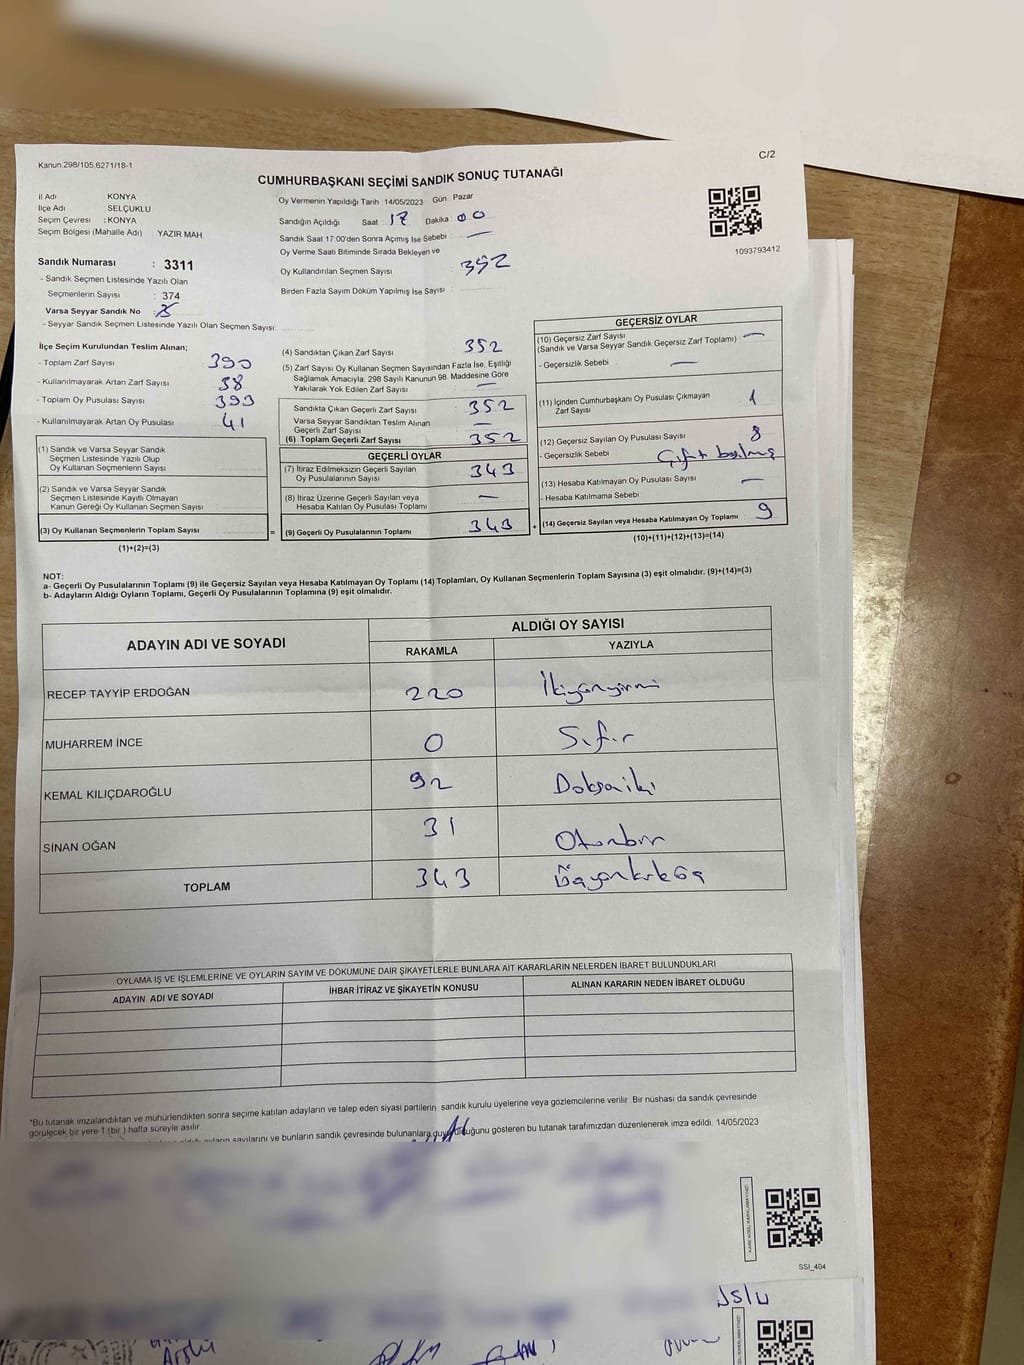 Kanun.298/105.6271/18-1
C/2
CUMHURBAŞKANI SEÇİMİ SANDIK SONUÇ TUTANAĞI
İl Adı KONYA
İlçe Adı : SELÇUKLU
Seçim Çevresi : KONYA
Seçim Bölgesi (Mahalle Adı) YAZIR MAH.
Sandık Numarası : 3311
- Sandık Seçmen Listesinde Yazılı Olan
Seçmenlerin Sayısı : 374
Varsa Seyyar Sandık No :
- Seyyar Sandık Seçmen Listesinde Yazılı Olan Seçmen Sayısı:
Oy Vermenin Yapıldığı Tarih 14/05/2023 Gün Pazar
Sandığın Açıldığı Saat : 17 Dakika : 00
Sandık Saat 17:00'den Sonra Açımış İse Sebebi : —
Oy Verme Saati Bitiminde Sırada Bekleyen ve
Oy Kullandırılan Seçmen Sayısı : 352
Birden Fazla Sayım Döküm Yapılmış İse Sayısı :
1093793412
İlçe Seçim Kurulundan Teslim Alınan;
- Toplam Zarf Sayısı 390
- Kullanılmayarak Artan Zarf Sayısı 38
- Toplam Oy Pusulası Sayısı 393
- Kullanılmayarak Artan Oy Pusulası 41
(1) Sandık ve Varsa Seyyar Sandık
Seçmen Listesinde Yazılı Olup
Oy Kullanan Seçmenlerin Sayısı
(2) Sandık ve Varsa Seyyar Sandık
Seçmen Listesinde Kayıtlı Olmayan
Kanun Gereği Oy Kullanan Seçmen Sayısı
(3) Oy Kullanan Seçmenlerin Toplam Sayısı
(1)+(2)=(3)
(4) Sandıktan Çıkan Zarf Sayısı 352
(5) Zarf Sayısı Oy Kullanan Seçmen Sayısından Fazla İse, Eşitliği
Sağlamak Amacıyla; 298 Sayılı Kanunun 98. Maddesine Göre
Yakılarak Yok Edilen Zarf Sayısı —
Sandıkta Çıkan Geçerli Zarf Sayısı 352
Varsa Seyyar Sandıktan Teslim Alınan
Geçerli Zarf Sayısı —
(6) Toplam Geçerli Zarf Sayısı 352
GEÇERLİ OYLAR
(7) İtiraz Edilmeksizin Geçerli Sayılan
Oy Pusulalarının Sayısı 343
(8) İtiraz Üzerine Geçerli Sayılan veya
Hesaba Katılan Oy Pusulası Toplamı —
= (9) Geçerli Oy Pusulalarının Toplamı 343 +
GEÇERSİZ OYLAR
(10) Geçersiz Zarf Sayısı
(Sandık ve Varsa Seyyar Sandık Geçersiz Zarf Toplamı) —
- Geçersizlik Sebebi : —
(11) İçinden Cumhurbaşkanı Oy Pusulası Çıkmayan
Zarf Sayısı 1
(12) Geçersiz Sayılan Oy Pusulası Sayısı 8
- Geçersizlik Sebebi : Çift basılmış
(13) Hesaba Katılmayan Oy Pusulası Sayısı —
- Hesaba Katılmama Sebebi :
(14) Geçersiz Sayılan veya Hesaba Katılmayan Oy Toplamı 9
(10)+(11)+(12)+(13)=(14)
NOT:
a- Geçerli Oy Pusulalarının Toplamı (9) ile Geçersiz Sayılan veya Hesaba Katılmayan Oy Toplamı (14) Toplamları, Oy Kullanan Seçmenlerin Toplam Sayısına (3) eşit olmalıdır. (9)+(14)=(3)
b- Adayların Aldığı Oyların Toplamı, Geçerli Oy Pusulalarının Toplamına (9) eşit olmalıdır.
ADAYIN ADI VE SOYADI ALDIĞI OY SAYISI
RAKAMLA YAZIYLA
RECEP TAYYİP ERDOĞAN 220 İkiyüzyirmi
MUHARREM İNCE 0 Sıfır
KEMAL KILIÇDAROĞLU 92 Doksaniki
SİNAN OĞAN 31 Otuzbir
TOPLAM 343
OYLAMA İŞ VE İŞLEMLERİNE VE OYLARIN SAYIM VE DÖKÜMÜNE DAİR ŞİKAYETLERLE BUNLARA AİT KARARLARIN NELERDEN İBARET BULUNDUKLARI
ADAYIN ADI VE SOYADI İHBAR İTİRAZ VE ŞİKAYETİN KONUSU ALINAN KARARIN NEDEN İBARET OLDUĞU
*Bu tutanak imzalandıktan ve mühürlendikten sonra seçime katılan adayların ve talep eden siyasi partilerin sandık kurulu üyelerine veya gözlemcilerine verilir. Bir nüshası da sandık çevresinde
görülecek bir yere 1 (bir) hafta süreyle asılır.
oyların sayılarını ve bunların sandık çevresinde bulunanlara duyurulduğunu gösteren bu tutanak tarafımızdan düzenlenerek imza edildi. 14/05/2023
SSI_404